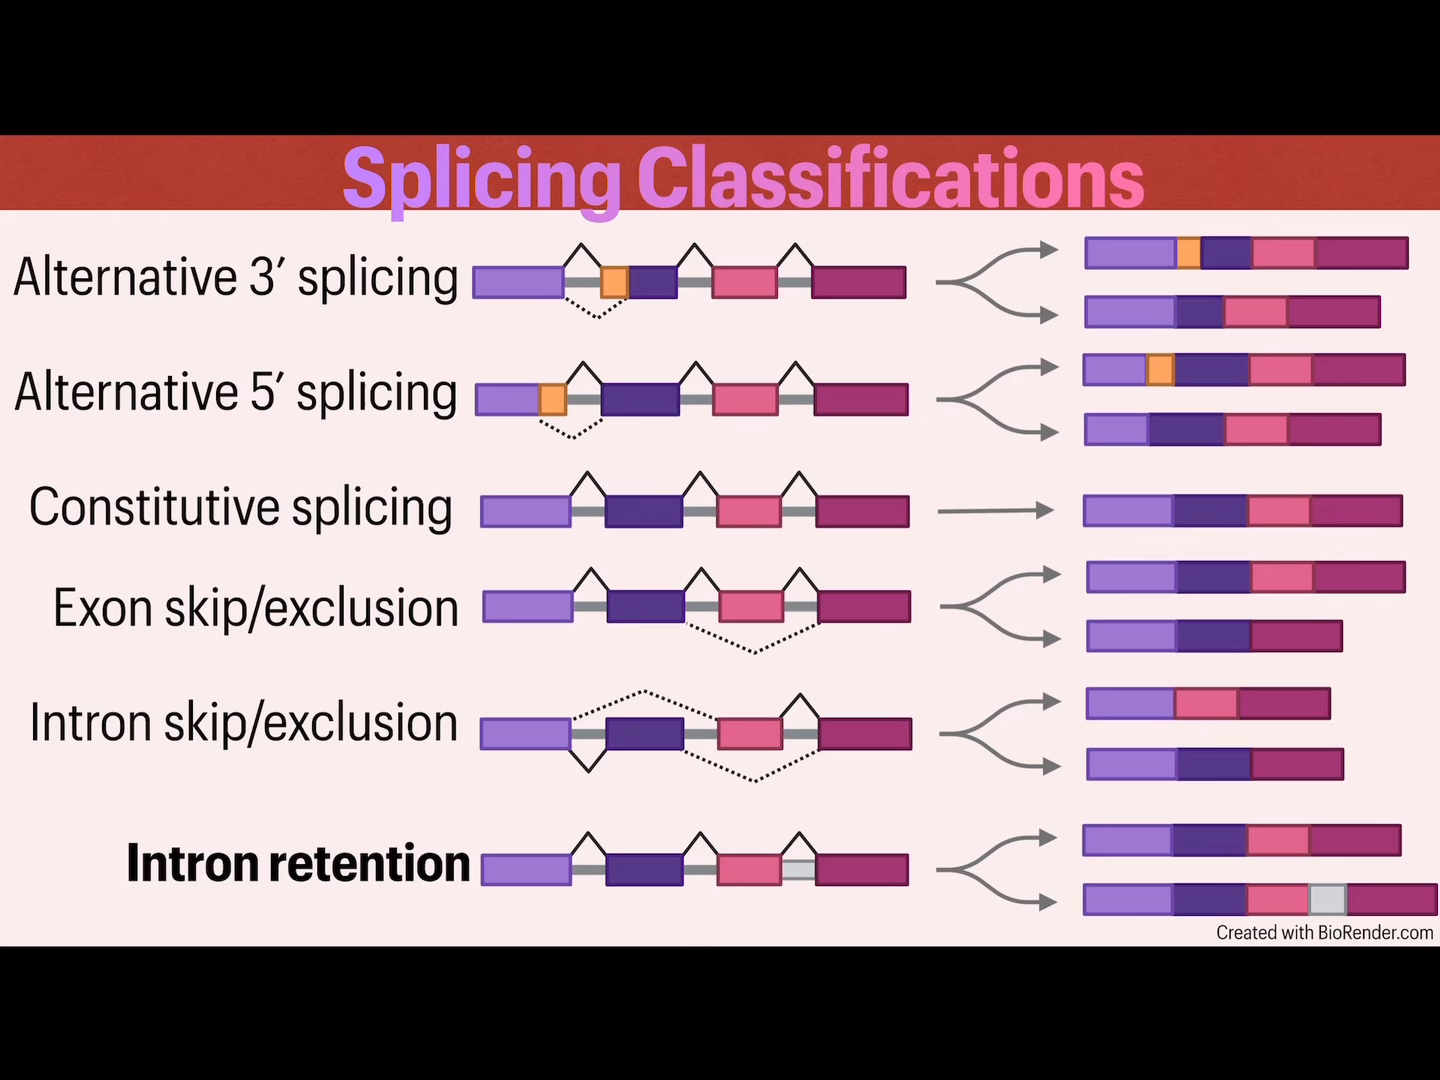 Splicing Classifications
Alternative 3′ splicing
Alternative 5′ splicing
Constitutive splicing
Exon skip/exclusion
Intron skip/exclusion
Intron retention
Created with BioRender.com